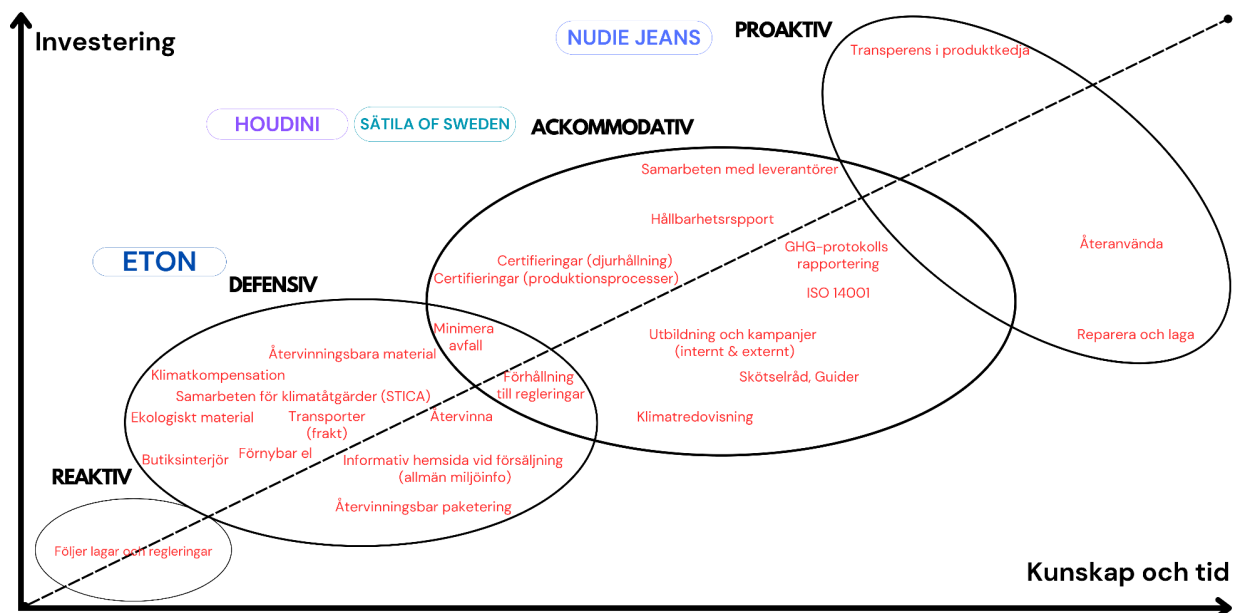 Investering
NUDIE JEANS
PROAKTIV
Transperens i produktkedja
HOUDINI
SÄTILA OF SWEDEN
ACKOMMODATIV
Samarbeten med leverantörer
Hållbarhetsrspport
GHG-protokolls
rapportering
Återanvända
Certifieringar (djurhållning)
Certifieringar (produktionsprocesser)
ISO 14001
ETON
DEFENSIV
Minimera
avfall
Utbildning och kampanjer
(internt & externt)
Reparera och laga
Återvinningsbara material
Klimatkompensation
Förhållning
till regleringar
Skötselråd, Guider
Samarbeten för klimatåtgärder (STICA)
Ekologiskt material
Transporter
(frakt)
Återvinna
Klimatredovisning
Butiksinterjör
Förnybar el
Informativ hemsida vid försäljning
(allmän miljöinfo)
REAKTIV
Återvinningsbar paketering
Följer lagar och regleringar
Kunskap och tid